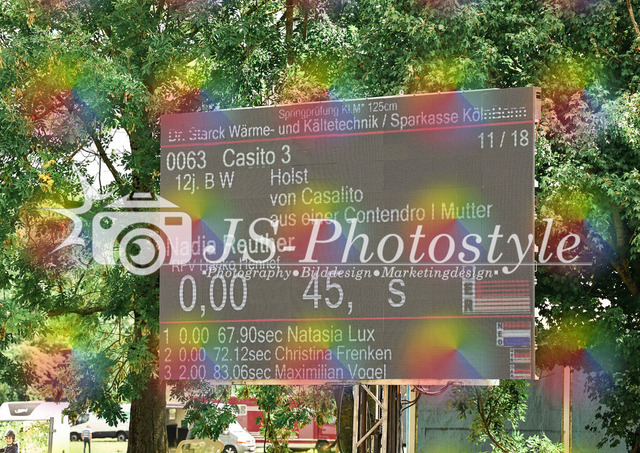 Springprüfung Kl.M* 125cm
Dr. Starck Wärme- und Kältetechnik / Sparkasse KölnBonn
11 / 18
0063 Casito 3
12j. B W Holst
von Casalito
aus einer Contendro I Mutter
JS-Photostyle
Nadja Reuther
•Photography•Bilddesign•Marketingdesign•
0,00 45, S
1 0.00 67.90sec Natasia Lux
2 0.00 72.12sec Christina Frenken
3 2.00 83.06sec Maximilian Vogel